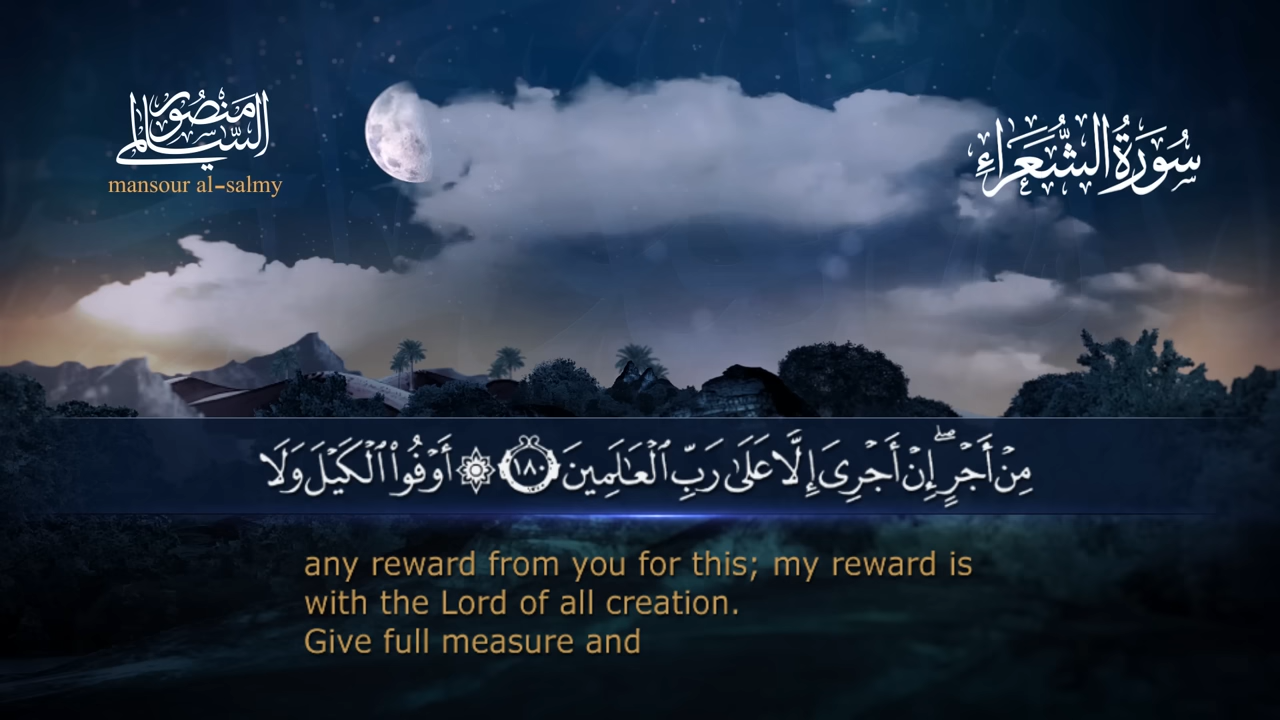 منصور السالمي
mansour al-salmy
سُورَةُ الشُّعَرَاءِ
مِنْ أَجْرٍ ۖ إِنْ أَجْرِىَ إِلَّا عَلَىٰ رَبِّ ٱلْعَـٰلَمِينَ ١٨٠ ۞ أَوْفُوا۟ ٱلْكَيْلَ وَلَا
any reward from you for this; my reward is
with the Lord of all creation.
Give full measure and